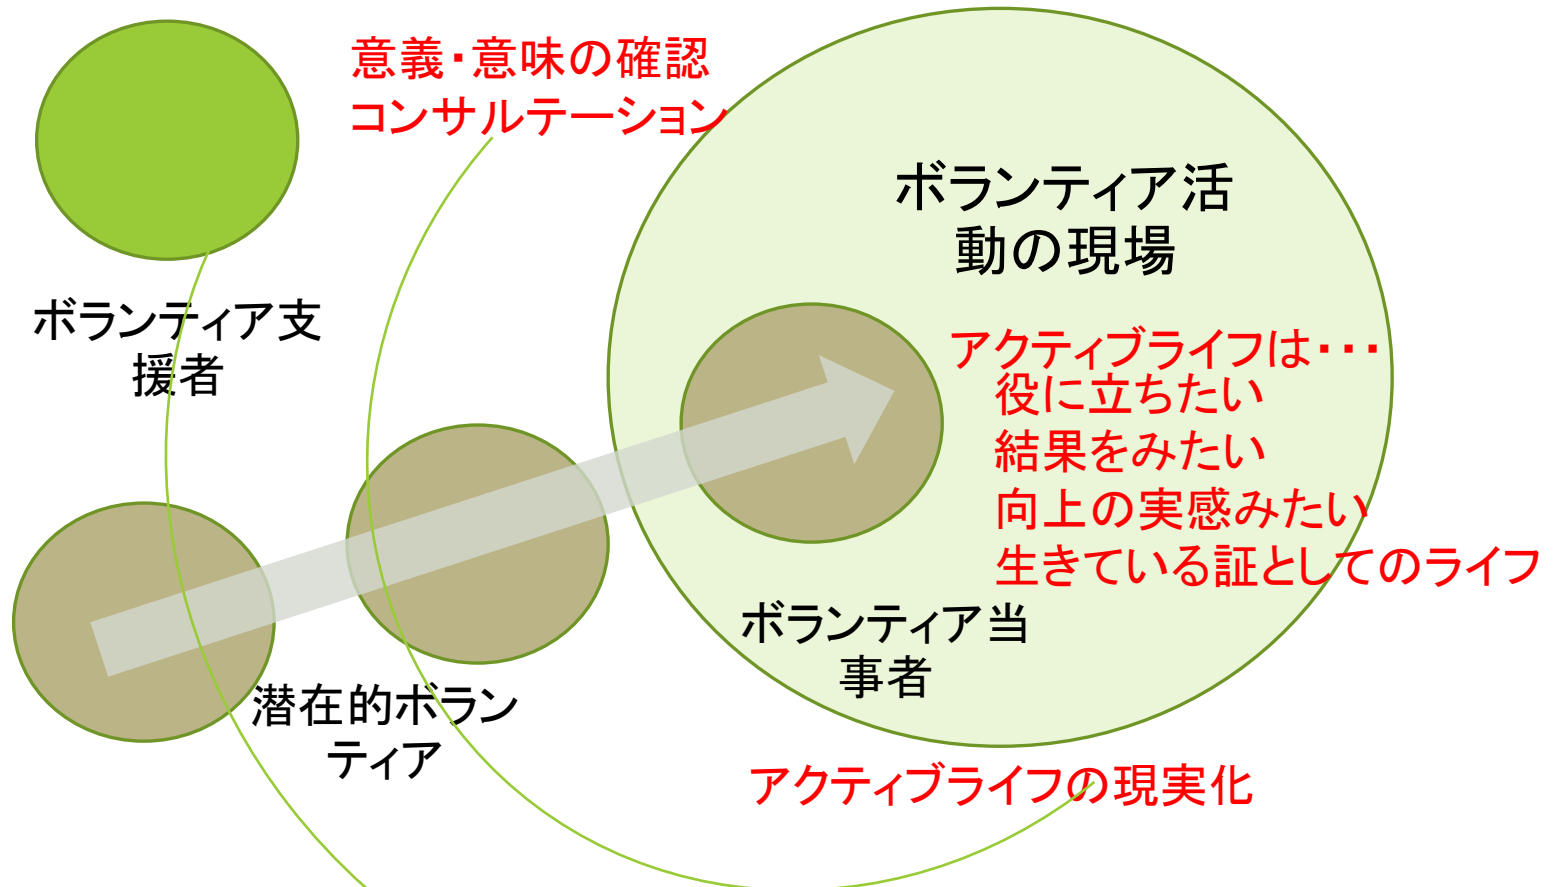 意義・意味の確認
コンサルテーション
ボランティア活
動の現場
ボランティア支
援者
アクティブライフは・・・
役に立ちたい
結果をみたい
向上の実感みたい
生きている証としてのライフ
ボランティア当
事者
潜在的ボラン
ティア
アクティブライフの現実化